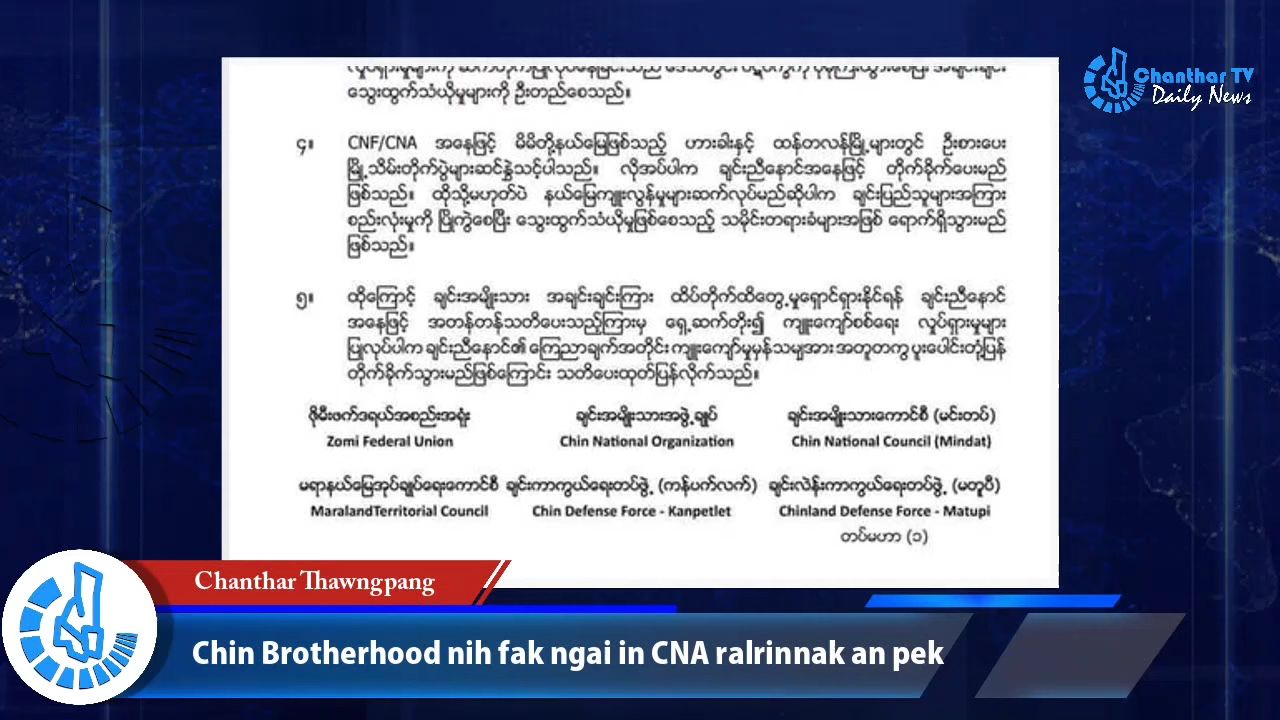 သွေးထွက်သံယိုမှုများကို ဦးတည်စေသည်။
Chanthar TV
Daily News
၄။ CNF/CNA အနေဖြင့် မိမိတို့နယ်မြေဖြစ်သည့် ဟားခါးနှင့် ထန်တလန်မြို့များတွင် ဦးစားပေး
မြို့သိမ်းတိုက်ပွဲများဆင်နွှဲသင့်ပါသည်။ လိုအပ်ပါက ချင်းညီနောင်အနေဖြင့် တိုက်ခိုက်ပေးမည်
ဖြစ်သည်။ ထိုသို့မဟုတ်ပဲ နယ်မြေကျူးလွန်မှုများဆက်လုပ်မည်ဆိုပါက ချင်းပြည်သူများအကြား
စည်းလုံးမှုကို ပြိုကွဲစေပြီး သွေးထွက်သံယိုမှုဖြစ်စေသည့် သမိုင်းတရားခံများအဖြစ် ရောက်ရှိသွားမည်
ဖြစ်သည်။
၅။ ထိုကြောင့် ချင်းအမျိုးသား အချင်းချင်းကြား ထိပ်တိုက်ထိတွေ့မှုရှောင်ရှားနိုင်ရန် ချင်းညီနောင်
အနေဖြင့် အတန်တန်သတိပေးသည့်ကြားမှ ရှေ့ဆက်တိုး၍ ကျူးကျော်စစ်ရေး လှုပ်ရှားမှုများ
ပြုလုပ်ပါက ချင်းညီနောင်၏ ကြေညာချက်အတိုင်း ကျူးကျော်မှုမှန်သမျှအား အတူတကွ ပူးပေါင်းတုံ့ပြန်
တိုက်ခိုက်သွားမည်ဖြစ်ကြောင်း သတိပေးထုတ်ပြန်လိုက်သည်။
ဇိုမီးဖက်ဒရယ်အစည်းအရုံး ချင်းအမျိုးသားအဖွဲ့ချုပ် ချင်းအမျိုးသားကောင်စီ (မင်းတပ်)
Zomi Federal Union Chin National Organization Chin National Council (Mindat)
မရာနယ်မြေအုပ်ချုပ်ရေးကောင်စီ ချင်းကာကွယ်ရေးတပ်ဖွဲ့ (ကန်ပက်လက်) ချင်းလဲန်းကာကွယ်ရေးတပ်ဖွဲ့ (မတူပီ)
MaralandTerritorial Council Chin Defense Force - Kanpetlet Chinland Defense Force - Matupi
တပ်မဟာ (၁)
Chanthar Thawngpang
Chin Brotherhood nih fak ngai in CNA ralrinnak an pek